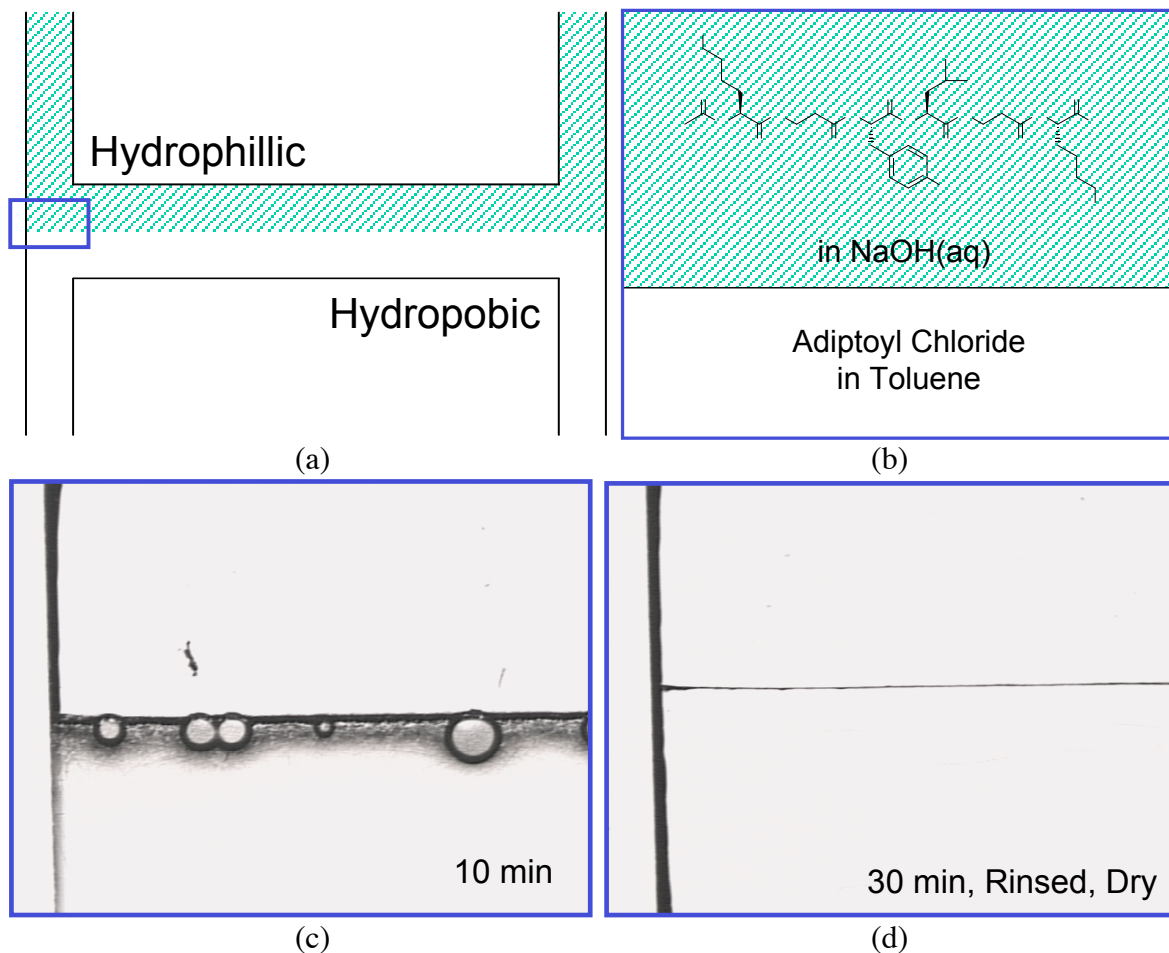 Hydrophillic
Hydropobic
(a)
in NaOH(aq)
Adiptoyl Chloride
in Toluene
(b)
10 min
(c)
30 min, Rinsed, Dry
(d)